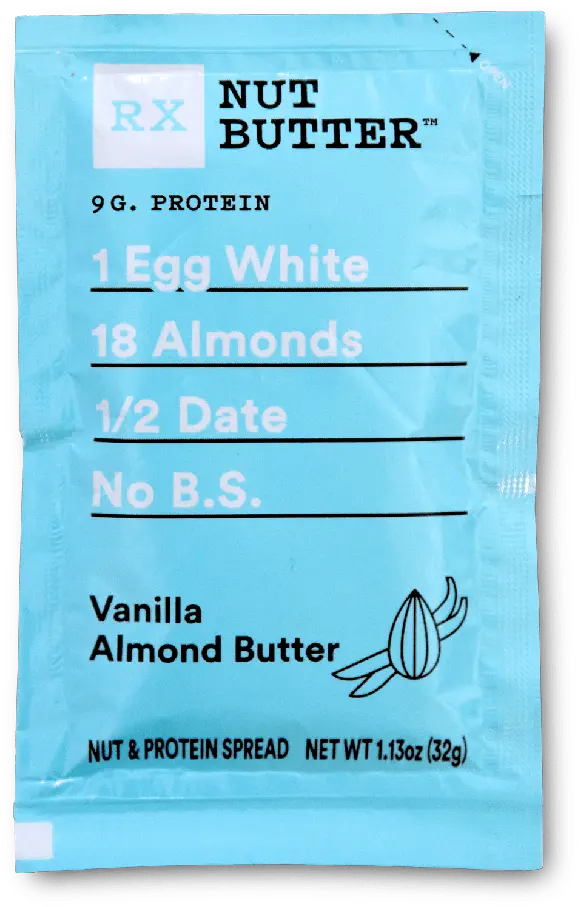 OPEN
RX
NUT
BUTTER™
9G. PROTEIN
1 Egg White
18 Almonds
1/2 Date
No B.S.
Vanilla
Almond Butter
NUT & PROTEIN SPREAD NET WT 1.13oz (32g)